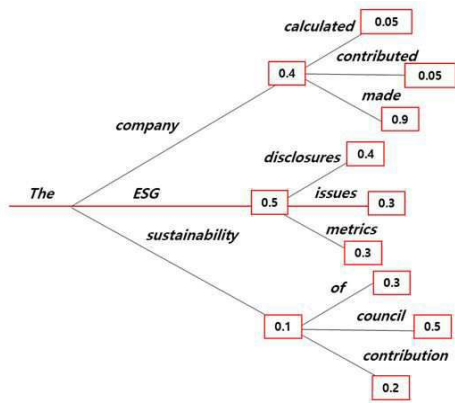 calculated
0.05
contributed
0.4
0.05
made
company
0.9
disclosures
0.4
The
ESG
issues
0.5
0.3
sustainability
metrics
0.3
of
0.3
council
0.1
0.5
contribution
0.2